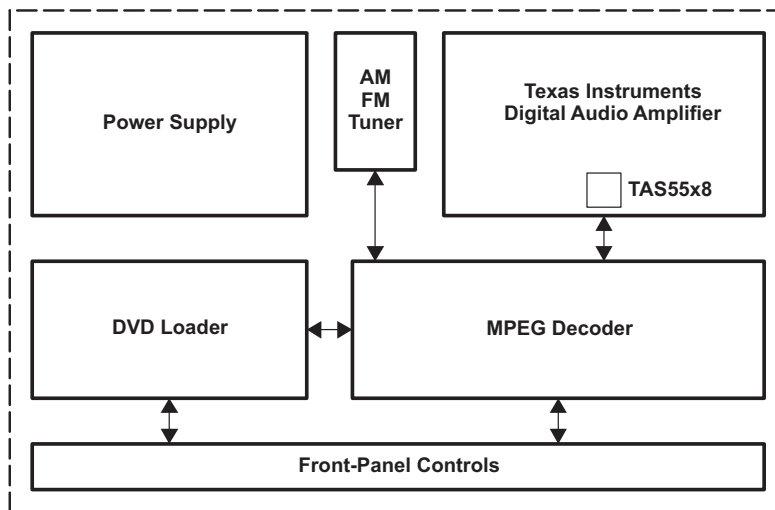 Power Supply
AM
FM
Tuner
Texas Instruments
Digital Audio Amplifier
TAS55x8
DVD Loader
MPEG Decoder
Front-Panel Controls